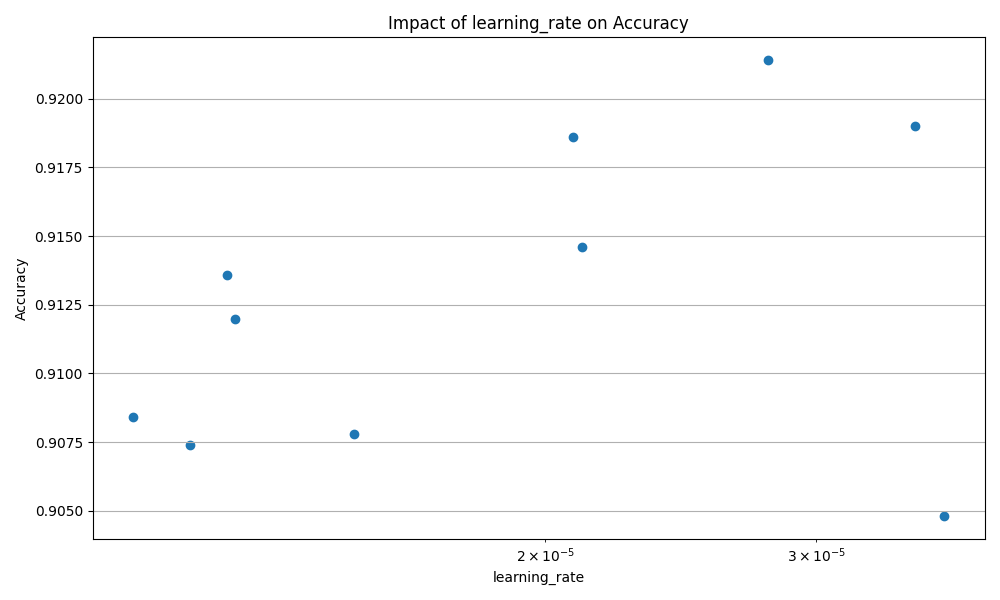 Impact of learning_rate on Accuracy
Accuracy
0.9200
0.9175
0.9150
0.9125
0.9100
0.9075
0.9050
2 × 10⁻⁵
3 × 10⁻⁵
learning_rate